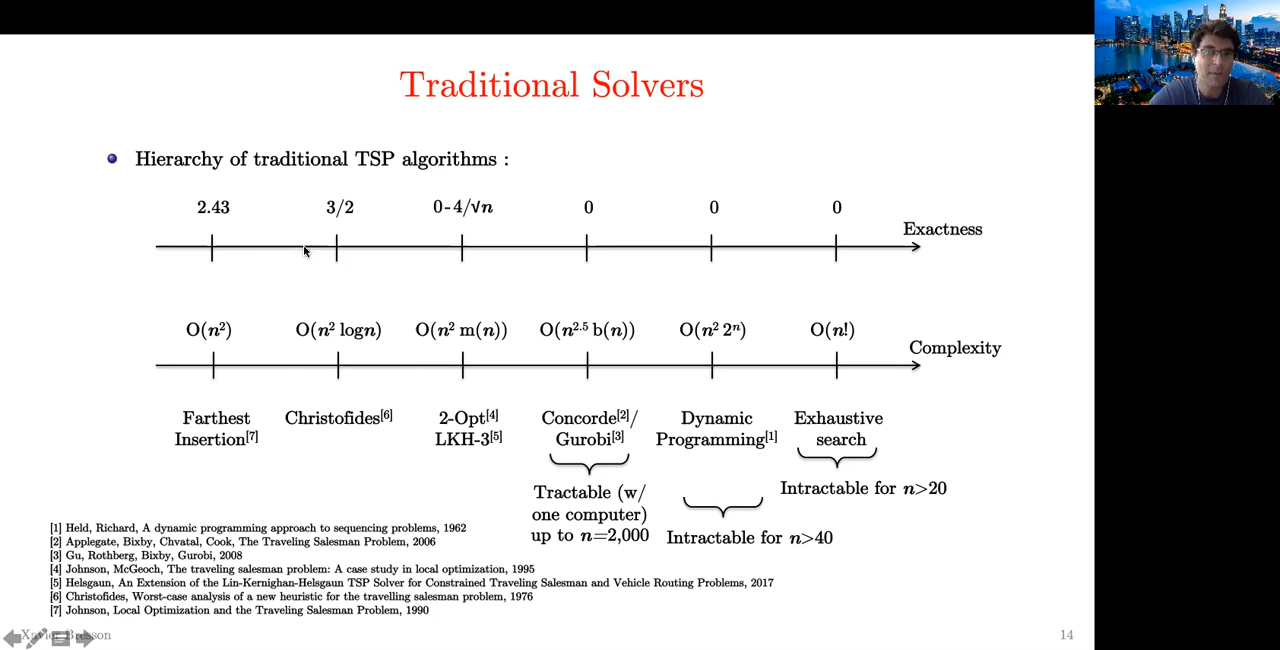 Traditional Solvers
Hierarchy of traditional TSP algorithms :
2.43 3/2 0-4/√n 0 0 0
Exactness
O(n² ) O(n² logn) O(n² m(n)) O(n²·⁵ b(n)) O(n² 2ⁿ) O(n!)
Complexity
Farthest Christofides[6] 2-Opt[4] Concorde[2]/ Dynamic Exhaustive
Insertion[7] LKH-3[5] Gurobi[3] Programming[1] search
Tractable (w/ Intractable for n>20
one computer)
up to n=2,000 Intractable for n>40
[1] Held, Richard, A dynamic programming approach to sequencing problems, 1962
[2] Applegate, Bixby, Chvatal, Cook, The Traveling Salesman Problem, 2006
[3] Gu, Rothberg, Bixby, Gurobi, 2008
[4] Johnson, McGeoch, The traveling salesman problem: A case study in local optimization, 1995
[5] Helsgaun, An Extension of the Lin-Kernighan-Helsgaun TSP Solver for Constrained Traveling Salesman and Vehicle Routing Problems, 2017
[6] Christofides, Worst-case analysis of a new heuristic for the travelling salesman problem, 1976
[7] Johnson, Local Optimization and the Traveling Salesman Problem, 1990
Xavier Bresson 14